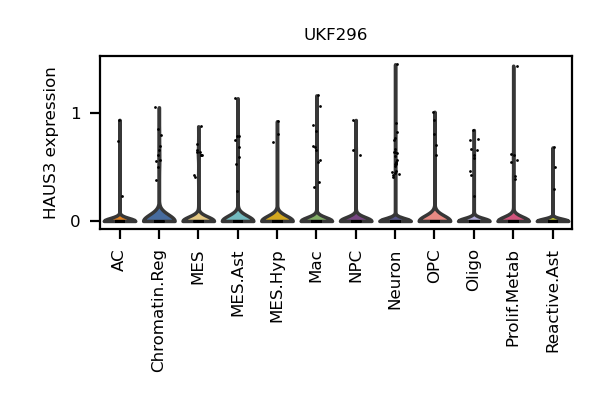 UKF296
HAUS3 expression
1
0
AC
Chromatin.Reg
MES
MES.Ast
MES.Hyp
Mac
NPC
Neuron
OPC
Oligo
Prolif.Metab
Reactive.Ast